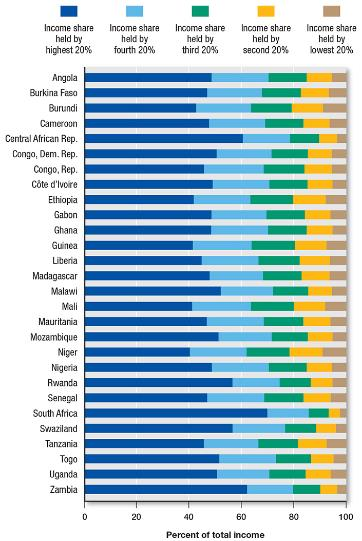 Income share held by highest 20%
Income share held by fourth 20%
Income share held by third 20%
Income share held by second 20%
Income share held by lowest 20%
Angola
Burkina Faso
Burundi
Cameroon
Central African Rep.
Congo, Dem. Rep.
Congo, Rep.
Côte d'Ivoire
Ethiopia
Gabon
Ghana
Guinea
Liberia
Madagascar
Malawi
Mali
Mauritania
Mozambique
Niger
Nigeria
Rwanda
Senegal
South Africa
Swaziland
Tanzania
Togo
Uganda
Zambia
0 20 40 60 80 100
Percent of total income